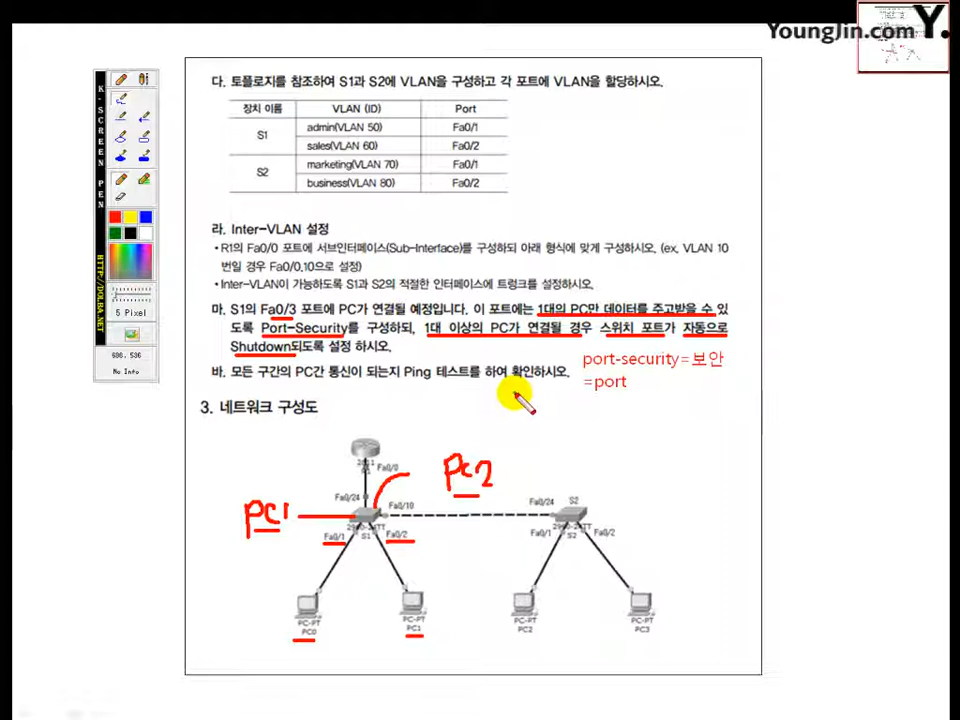 YoungJin.com Y.
K-SCREEN PEN
HTTP://DOLBA.NET
5 Pixel
686, 536
No Info
다. 토플로지를 참조하여 S1과 S2에 VLAN을 구성하고 각 포트에 VLAN을 할당하시오.
장치 이름 VLAN (ID) Port
S1 admin(VLAN 50) Fa0/1
sales(VLAN 60) Fa0/2
S2 marketing(VLAN 70) Fa0/1
business(VLAN 80) Fa0/2
라. Inter-VLAN 설정
• R1의 Fa0/0 포트에 서브인터페이스(Sub-Interface)를 구성하되 아래 형식에 맞게 구성하시오. (ex, VLAN 10
번일 경우 Fa0/0.10으로 설정)
• Inter-VLAN이 가능하도록 S1과 S2의 적절한 인터페이스에 트렁크를 설정하시오.
마. S1의 Fa0/3 포트에 PC가 연결될 예정입니다. 이 포트에는 1대의 PC만 데이터를 주고받을 수 있
도록 Port-Security를 구성하되, 1대 이상의 PC가 연결될 경우 스위치 포트가 자동으로
Shutdown되도록 설정 하시오.
port-security=보안
=port
바. 모든 구간의 PC간 통신이 되는지 Ping 테스트를 하여 확인하시오.
3. 네트워크 구성도
Fa0/0
PC2
Fa0/24
Fa0/10
Fa0/24
S2
PC1
S1
S2
Fa0/1
Fa0/2
Fa0/1
Fa0/2
PC-PT
PC0
PC-PT
PC1
PC-PT
PC2
PC-PT
PC3